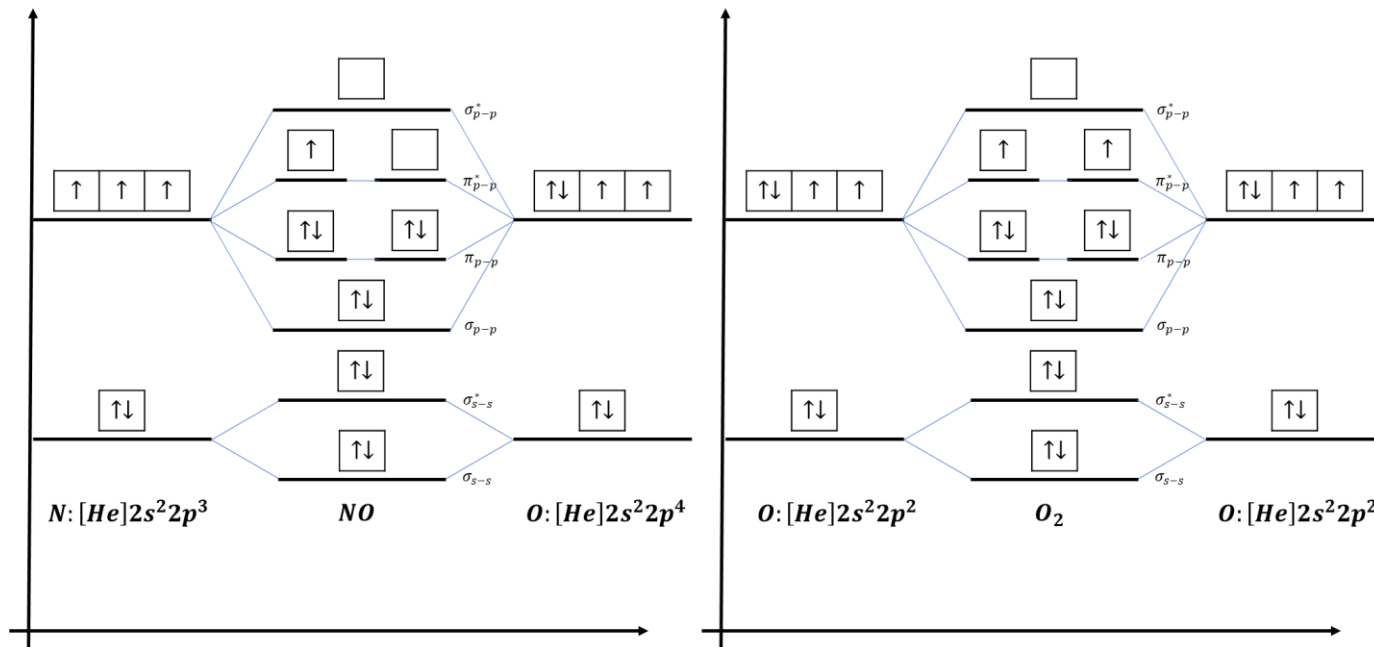 σ*p−p
↑
π*p−p
↑ ↑ ↑
↑↓ ↑ ↑
↑↓ ↑↓
πp−p
↑↓
σp−p
↑↓
σ*s−s
↑↓
↑↓
↑↓
σs−s
N: [He]2s²2p³
NO
O: [He]2s²2p⁴
σ*p−p
↑ ↑
π*p−p
↑↓ ↑ ↑
↑↓ ↑ ↑
↑↓ ↑↓
πp−p
↑↓
σp−p
↑↓
σ*s−s
↑↓
↑↓
↑↓
σs−s
O: [He]2s²2p²
O₂
O: [He]2s²2p²